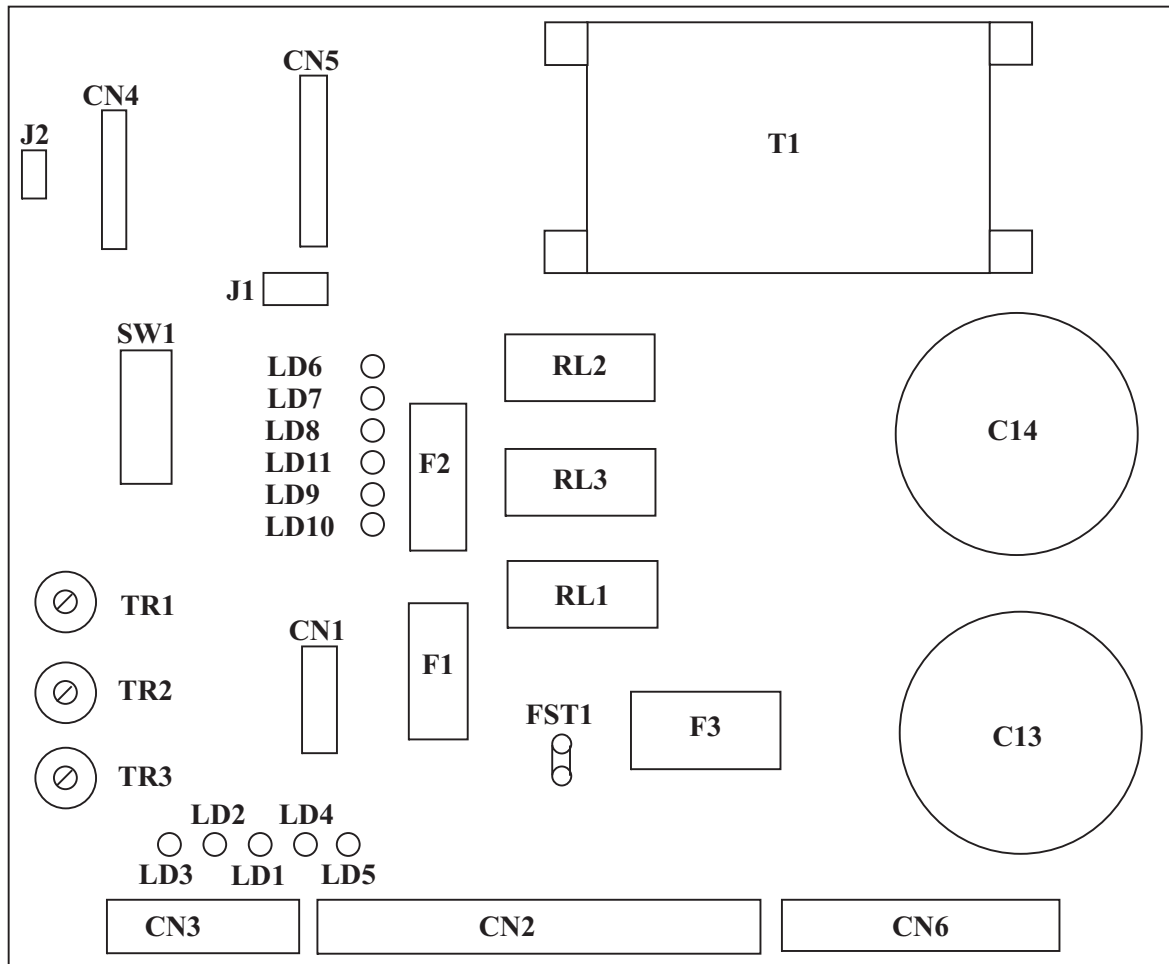 CN5
CN4
J2
T1
J1
SW1
LD6
RL2
LD7
LD8
C14
LD11
F2
LD9
RL3
LD10
TR1
RL1
CN1
F1
TR2
FST1
F3
C13
TR3
LD2
LD4
LD3
LD1
LD5
CN3
CN2
CN6